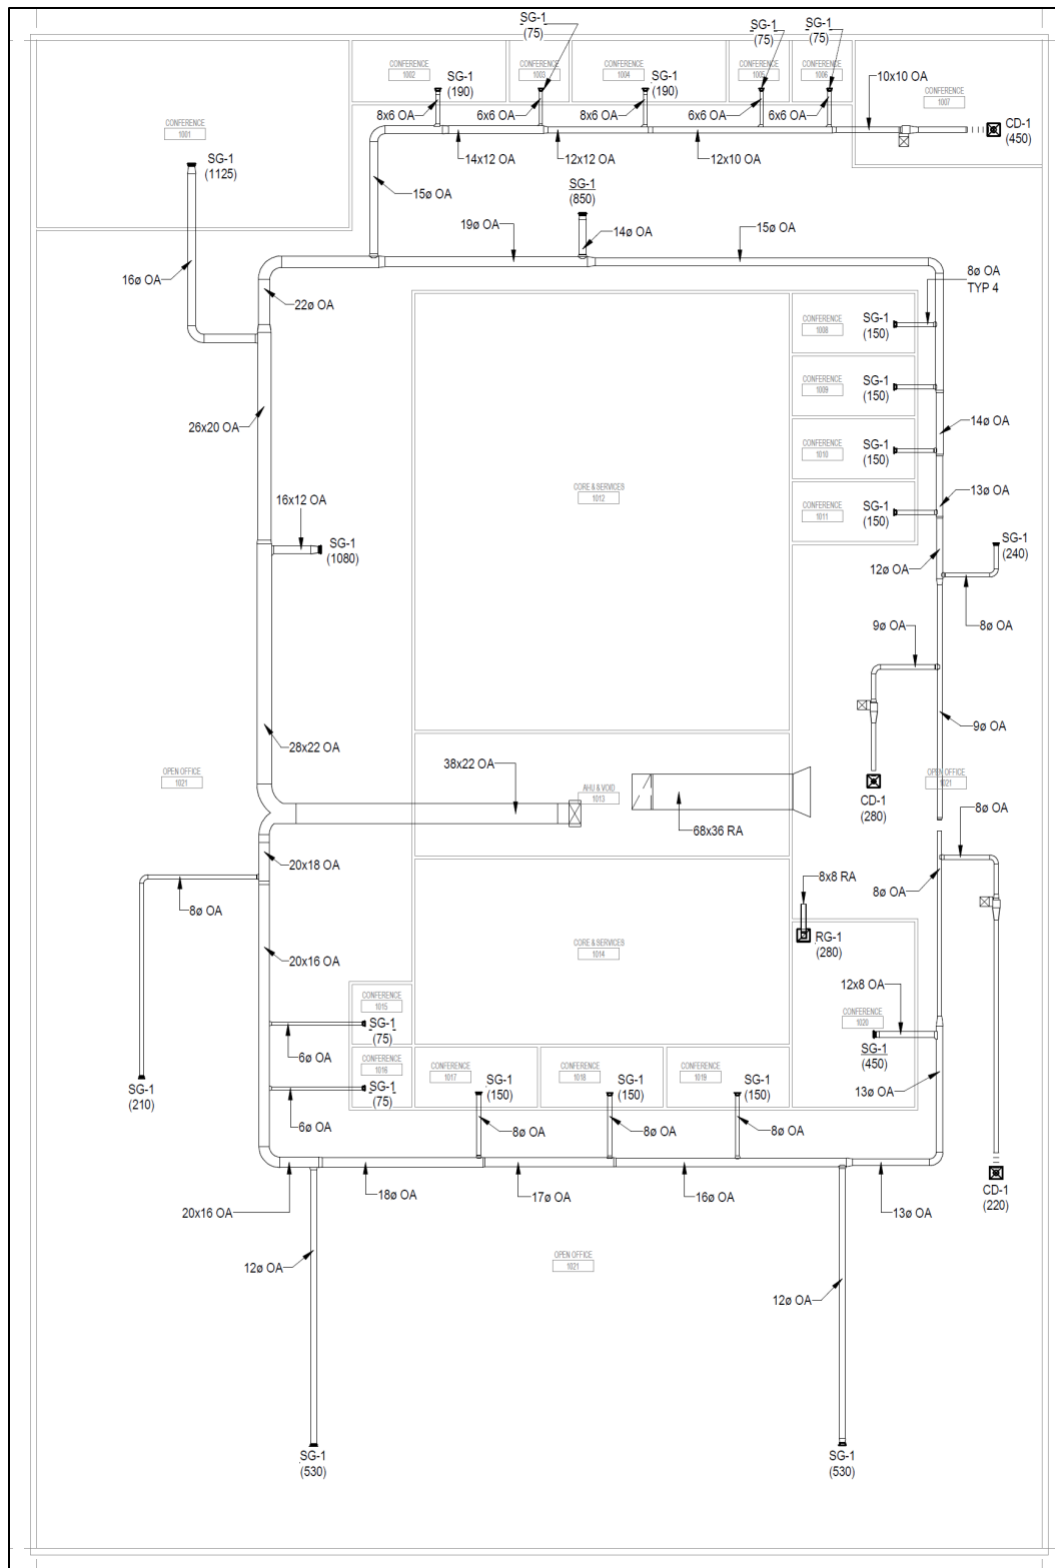 SG-1
(75)
SG-1
(75)
SG-1
(75)
CONFERENCE
1002
SG-1
(190)
CONFERENCE
1003
CONFERENCE
1004
SG-1
(190)
CONFERENCE
1005
CONFERENCE
1006
10x10 OA
CONFERENCE
1007
8x6 OA
6x6 OA
8x6 OA
6x6 OA
6x6 OA
CONFERENCE
1001
CD-1
(450)
SG-1
(1125)
14x12 OA
12x12 OA
12x10 OA
15ø OA
SG-1
(850)
19ø OA
14ø OA
15ø OA
16ø OA
22ø OA
8ø OA
TYP 4
CONFERENCE
1008
SG-1
(150)
CONFERENCE
1009
SG-1
(150)
26x20 OA
14ø OA
CONFERENCE
1010
SG-1
(150)
CORE & SERVICES
1012
13ø OA
16x12 OA
CONFERENCE
1011
SG-1
(150)
SG-1
(1080)
SG-1
(240)
12ø OA
9ø OA
8ø OA
9ø OA
28x22 OA
38x22 OA
OPEN OFFICE
1021
AHU & VOID
1013
OPEN OFFICE
1021
CD-1
(280)
8ø OA
68x36 RA
20x18 OA
8x8 RA
8ø OA
8ø OA
RG-1
(280)
CORE & SERVICES
1014
20x16 OA
12x8 OA
CONFERENCE
1015
SG-1
(75)
CONFERENCE
1020
6ø OA
SG-1
(450)
CONFERENCE
1016
SG-1
(75)
CONFERENCE
1017
SG-1
(150)
CONFERENCE
1018
SG-1
(150)
CONFERENCE
1019
SG-1
(150)
13ø OA
SG-1
(210)
6ø OA
8ø OA
8ø OA
8ø OA
CD-1
(220)
20x16 OA
18ø OA
17ø OA
16ø OA
13ø OA
12ø OA
OPEN OFFICE
1021
12ø OA
SG-1
(530)
SG-1
(530)